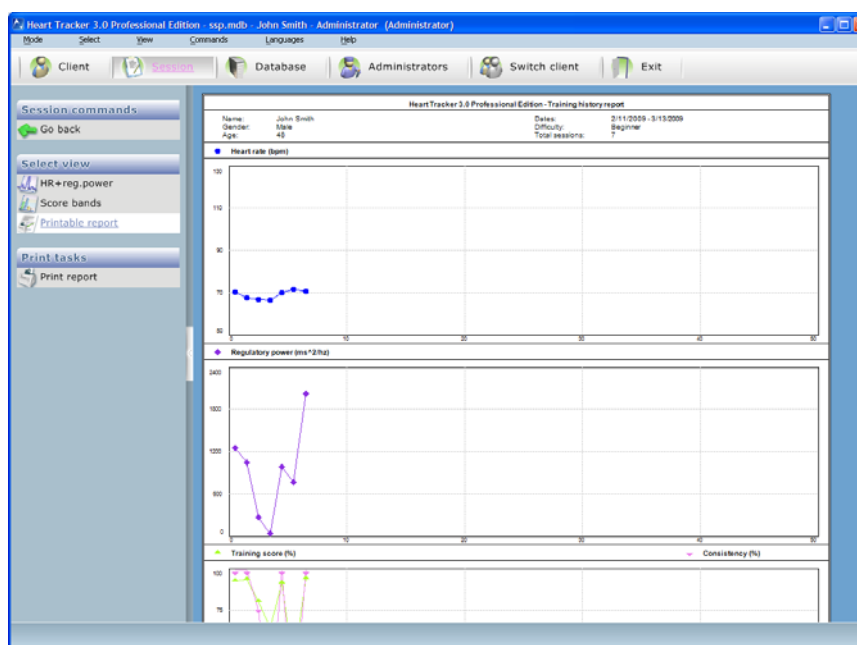 Heart Tracker 3.0 Professional Edition - ssp.mdb - John Smith - Administrator (Administrator)
Mode Select View Commands Languages Help
Client Session Database Administrators Switch client Exit
Session commands
Go back
Select view
HR+reg.power
Score bands
Printable report
Print tasks
Print report
Heart Tracker 3.0 Professional Edition - Training history report
Name: John Smith Dates: 2/11/2009 - 3/13/2009
Gender: Male Difficulty: Beginner
Age: 48 Total sessions: 7
Heart rate (bpm)
130
110
90
70
50
0 10 20 30 40 50
Regulatory power (ms^2/hz)
2400
1800
1200
600
0
0 10 20 30 40 50
Training score (%) Consistency (%)
100
75